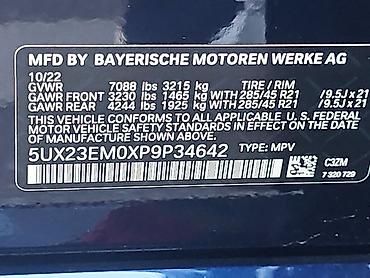 MFD BY BAYERISCHE MOTOREN WERKE AG
10/22
GVWR 7088 lbs 3215 kg TIRE / RIM
GAWR FRONT 3230 lbs 1465 kg WITH 285/45 R21 / 9.5J x 21
GAWR REAR 4244 lbs 1925 kg WITH 285/45 R21 / 9.5J x 21
THIS VEHICLE CONFORMS TO ALL APPLICABLE U. S. FEDERAL
MOTOR VEHICLE SAFETY STANDARDS IN EFFECT
ON THE DATE OF MANUFACTURE SHOWN ABOVE.
5UX23EM0XP9P34642 TYPE: MPV
C3ZM
7 320 729